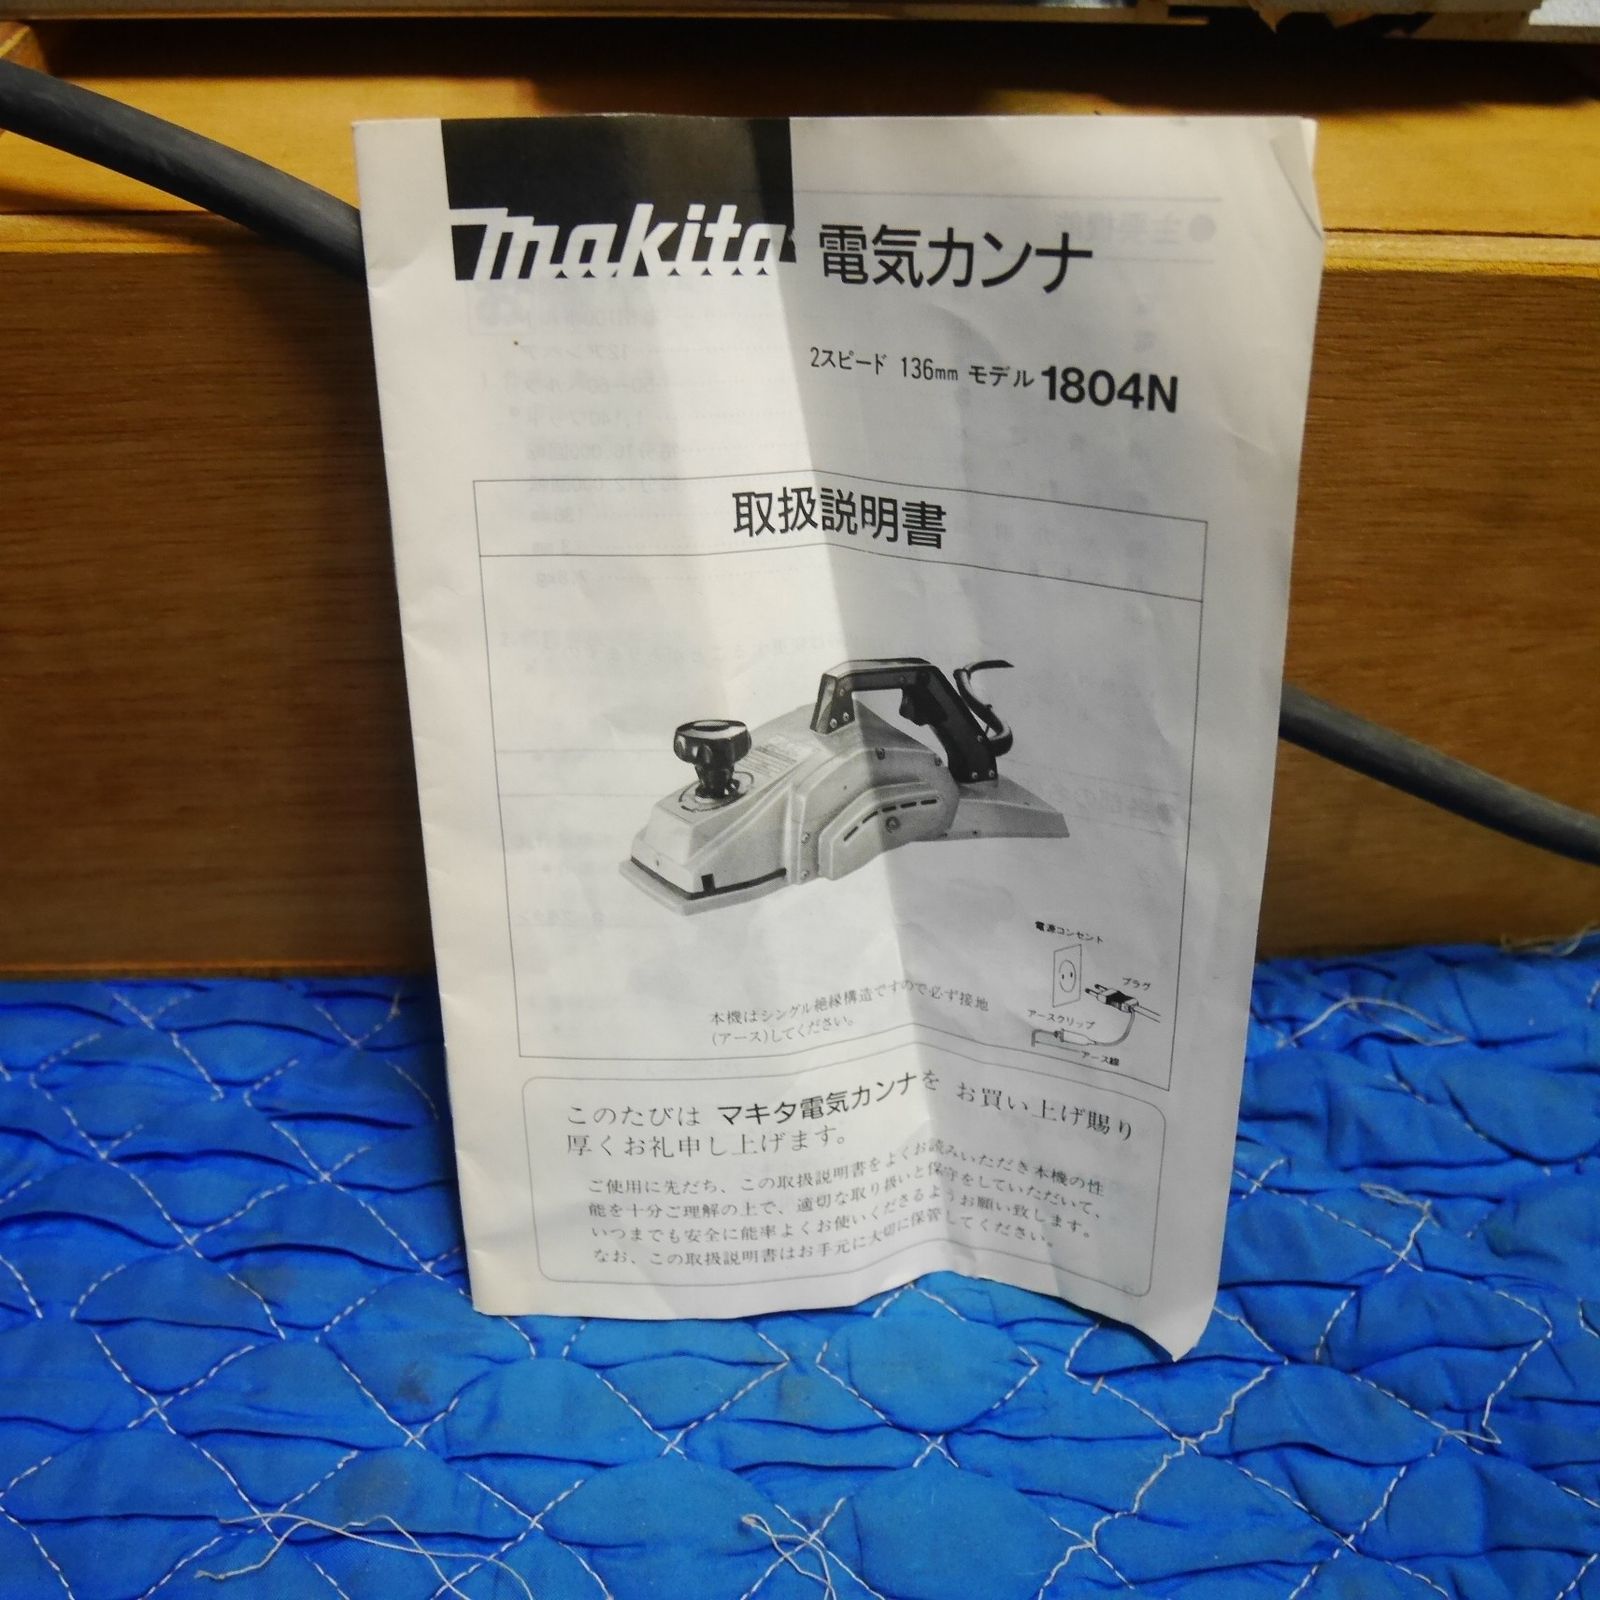 makita 電気カンナ
2スピード 136mm モデル 1804N
取扱説明書
電源コンセント
プラグ
アースクリップ
アース線
本機はシングル絶縁構造ですので必ず接地
(アース)してください。
このたびは マキタ電気カンナを お買い上げ賜り
厚くお礼申し上げます。
ご使用に先だち、この取扱説明書をよくお読みいただき本機の性
能を十分ご理解の上で、適切な取り扱いと保守をしていただいて、
いつまでも安全に能率よくお使いくださるようお願い致します。
なお、この取扱説明書はお手元に大切に保管してください。